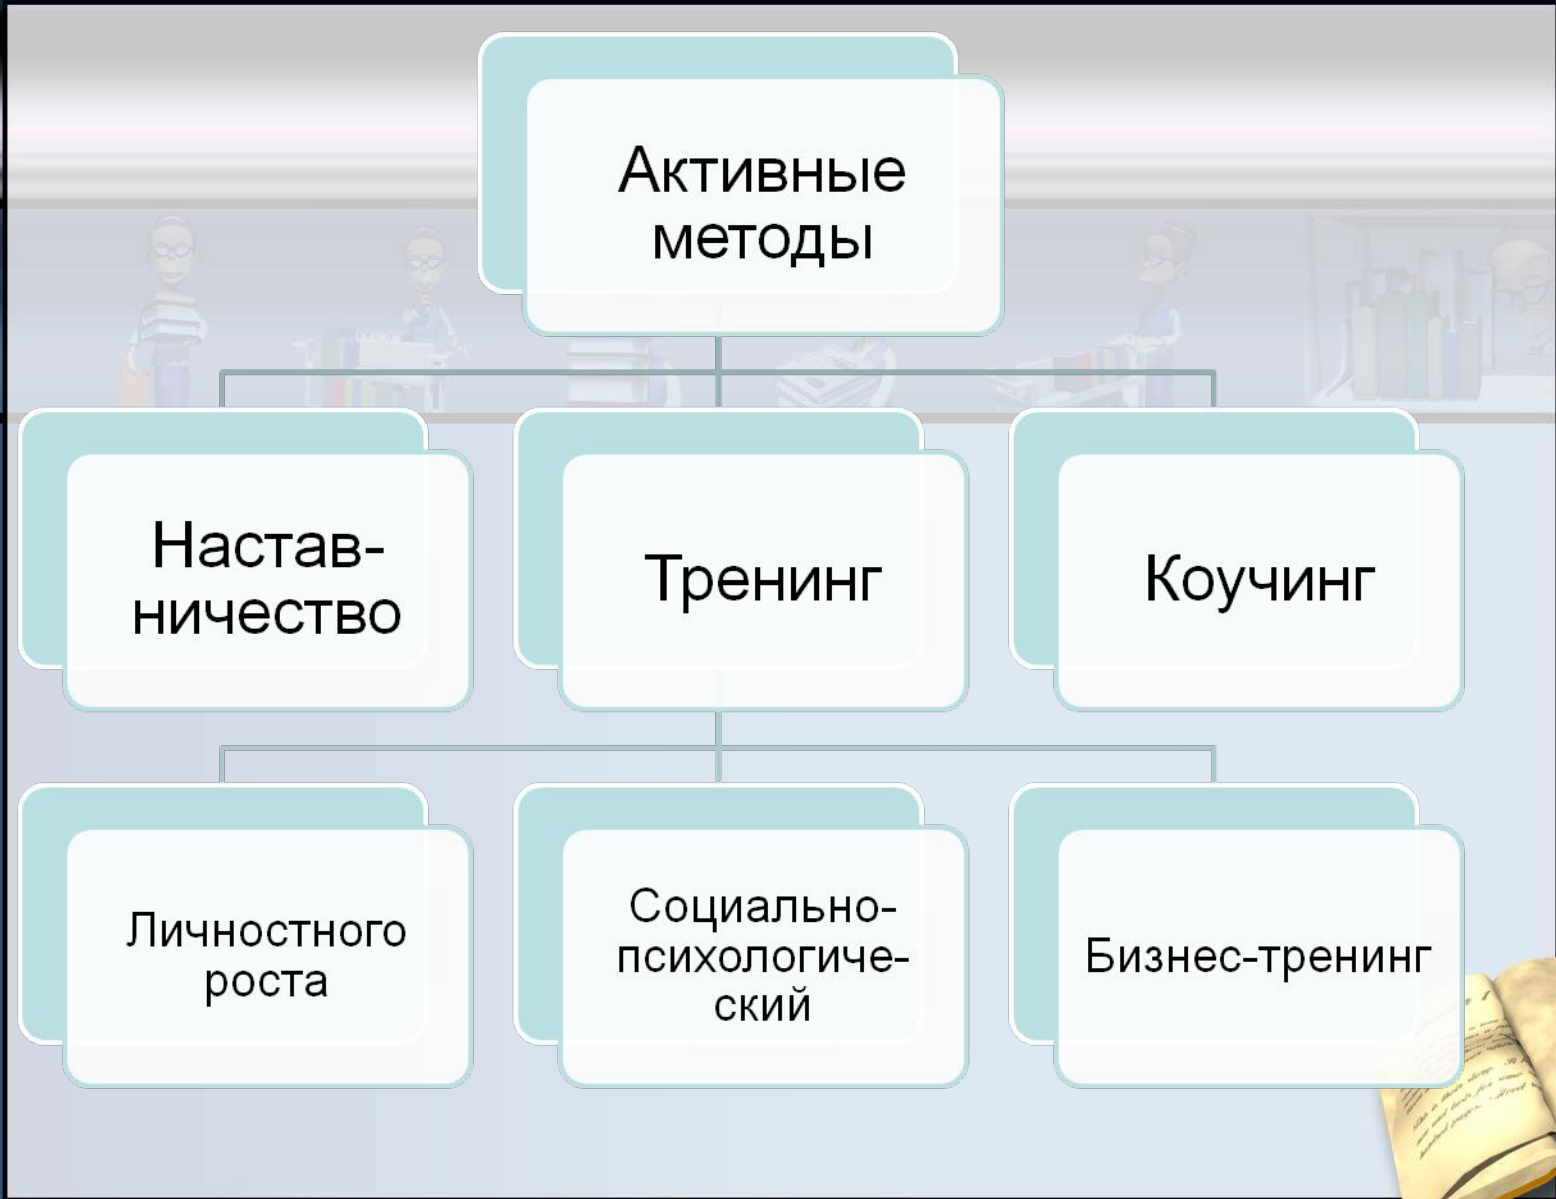 Активные
методы
Настав-
ничество
Тренинг
Коучинг
Личностного
роста
Социально-
психологиче-
ский
Бизнес-тренинг